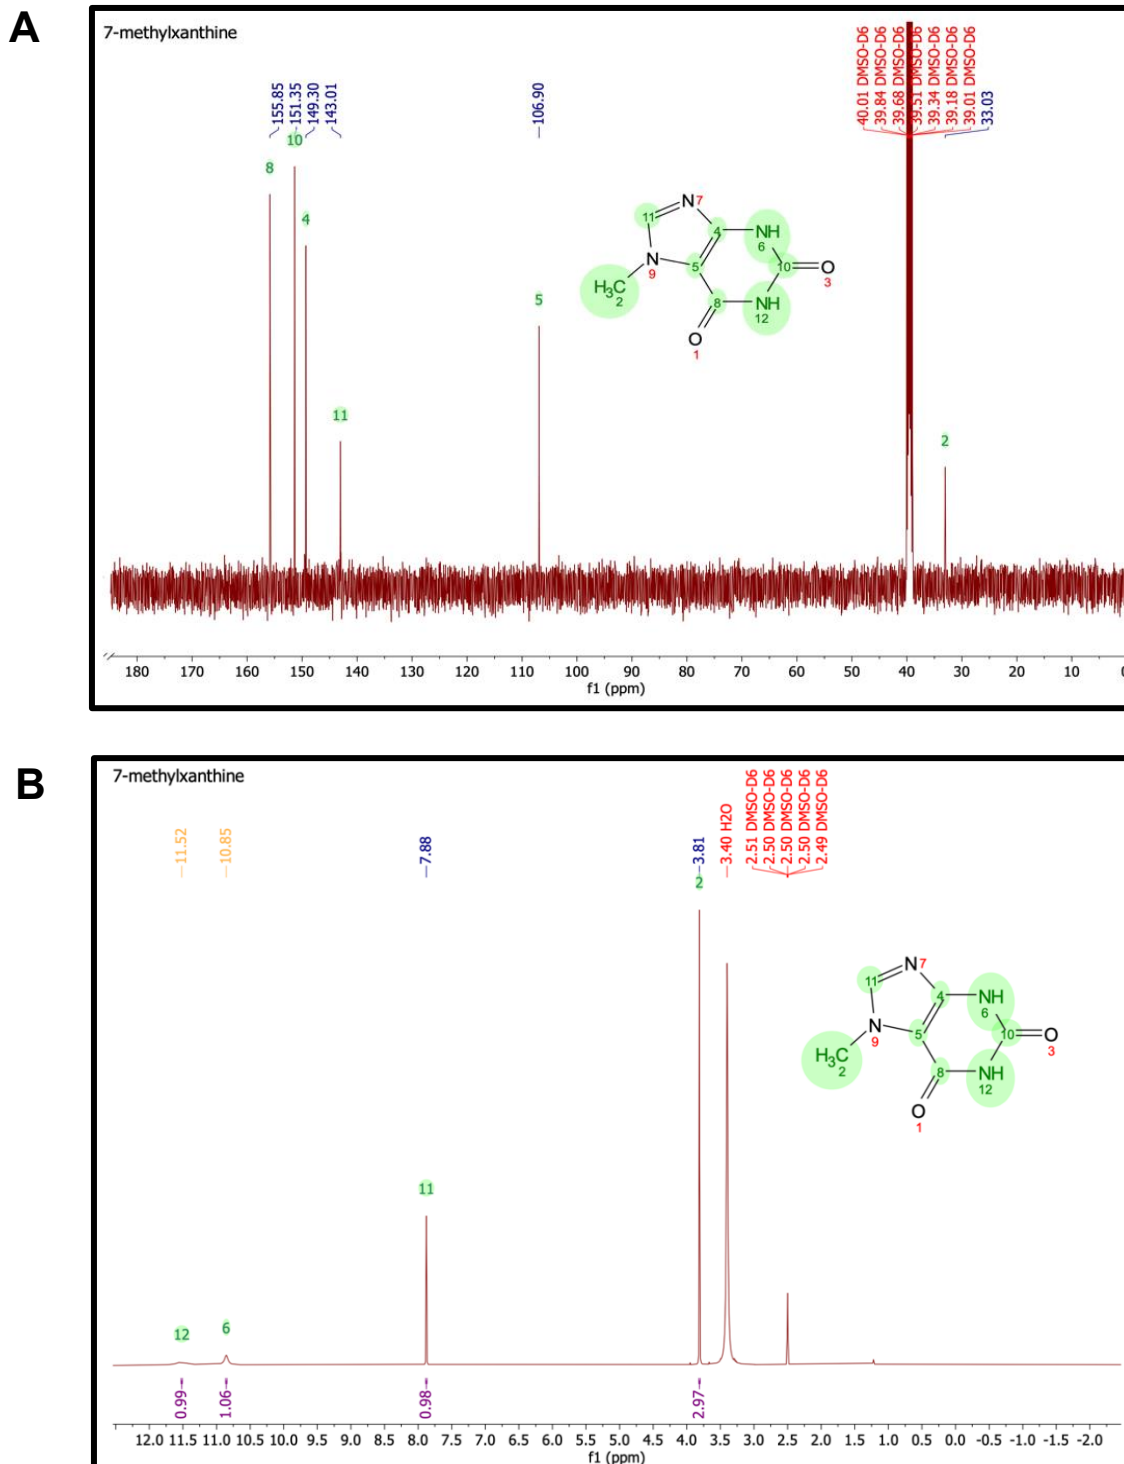 A
7-methylxanthine
155.85
151.35
149.30
143.01
106.90
40.01 DMSO-D6
39.84 DMSO-D6
39.68 DMSO-D6
39.51 DMSO-D6
39.34 DMSO-D6
39.18 DMSO-D6
39.01 DMSO-D6
33.03
8
10
4
11
5
2
N7
11
4
NH
6
5
10
O
3
N
9
H3C2
8
NH
12
O
1
180 170 160 150 140 130 120 110 100 90 80 70 60 50 40 30 20 10 0
f1 (ppm)
B
7-methylxanthine
11.52
10.85
7.88
3.81
3.40 H2O
2.51 DMSO-D6
2.50 DMSO-D6
2.50 DMSO-D6
2.50 DMSO-D6
2.49 DMSO-D6
2
11
12
6
N7
11
4
NH
6
5
10
O
3
N
9
H3C2
8
NH
12
O
1
0.99
1.06
0.98
2.97
12.0 11.5 11.0 10.5 10.0 9.5 9.0 8.5 8.0 7.5 7.0 6.5 6.0 5.5 5.0 4.5 4.0 3.5 3.0 2.5 2.0 1.5 1.0 0.5 0.0 -0.5 -1.0 -1.5 -2.0
f1 (ppm)